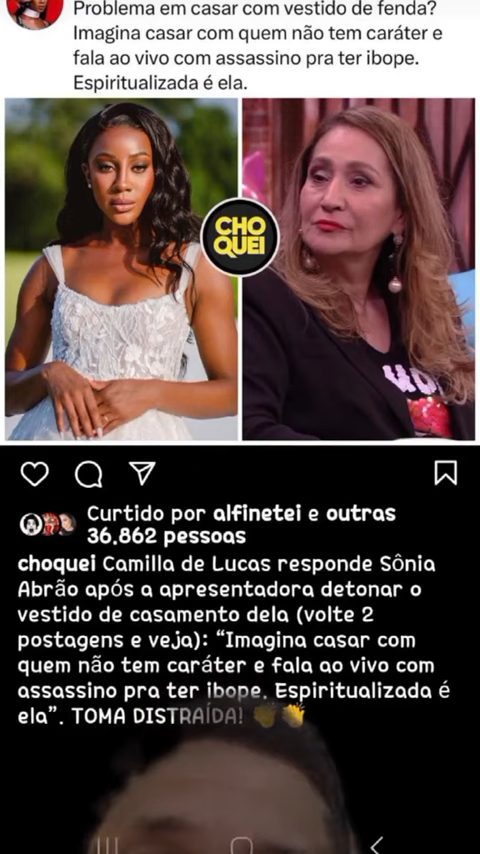 Problema em casar com vestido de fenda?
Imagina casar com quem não tem caráter e
fala ao vivo com assassino pra ter ibope.
Espiritualizada é ela.
CHO
QUEI
Curtido por alfinetei e outras
36.862 pessoas
choquei Camilla de Lucas responde Sônia
Abrão após a apresentadora detonar o
vestido de casamento dela (volte 2
postagens e veja): “Imagina casar com
quem não tem caráter e fala ao vivo com
assassino pra ter ibope. Espiritualizada é
ela”. TOMA DISTRAÍDA! 👏👏